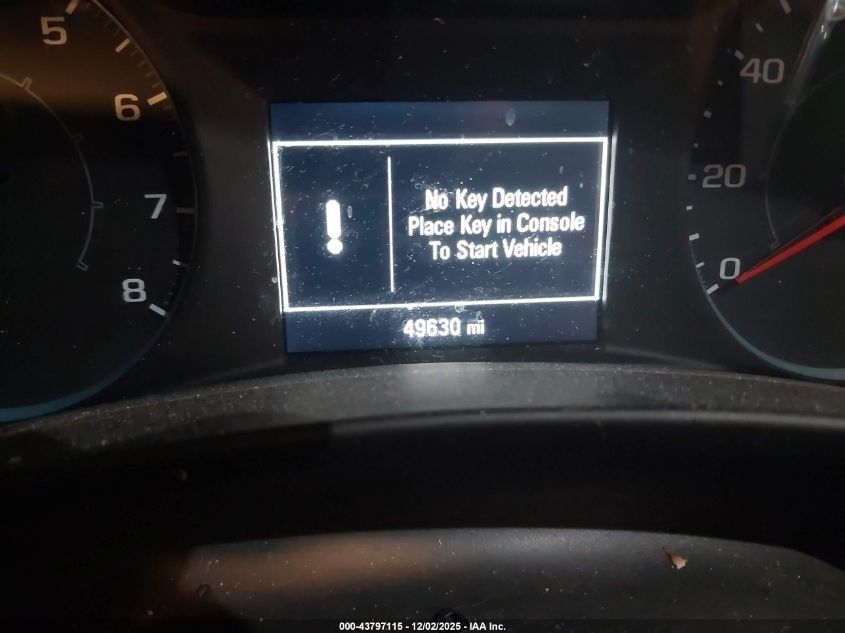 5
6
7
8
No Key Detected
Place Key in Console
To Start Vehicle
49630 mi
40
20
0
000-43797115 - 12/02/2025 - IAA Inc.